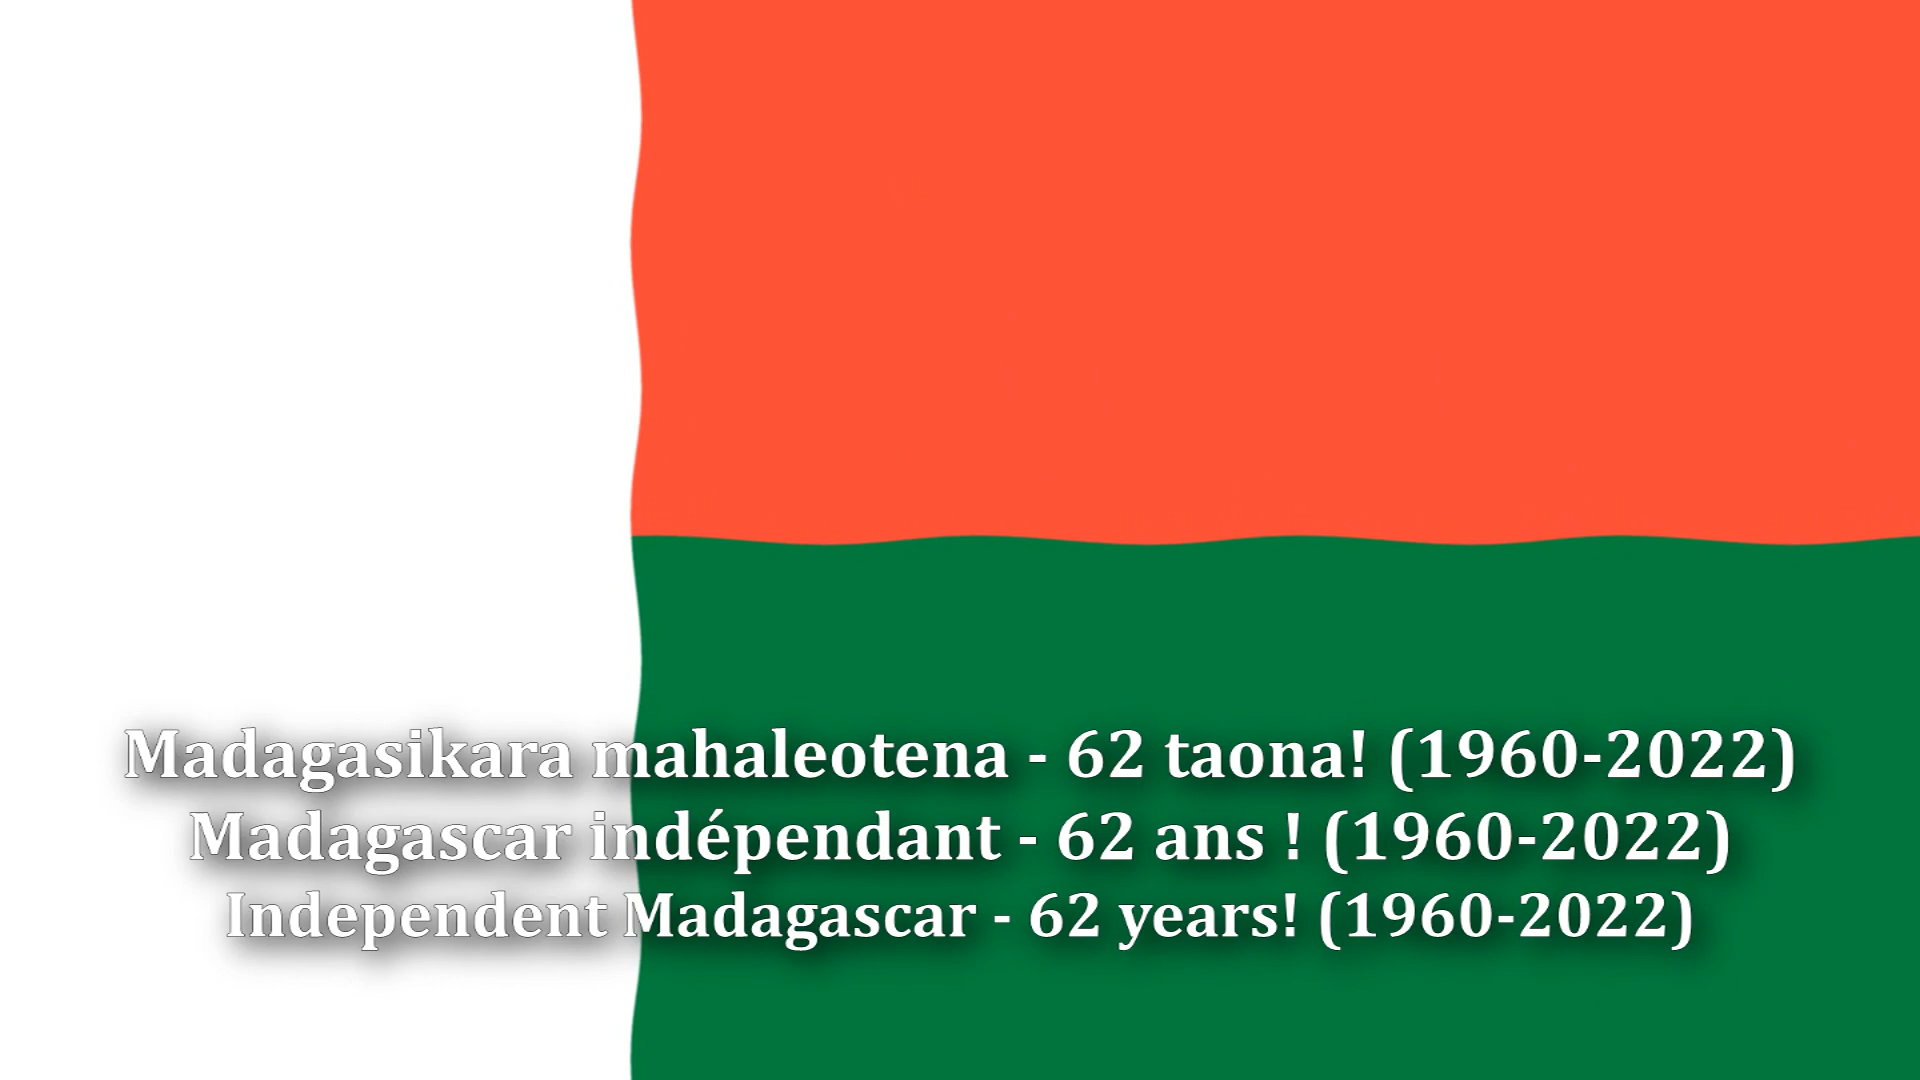 Madagasikara mahaleotena - 62 taona! (1960-2022)
Madagascar indépendant - 62 ans ! (1960-2022)
Independent Madagascar - 62 years! (1960-2022)